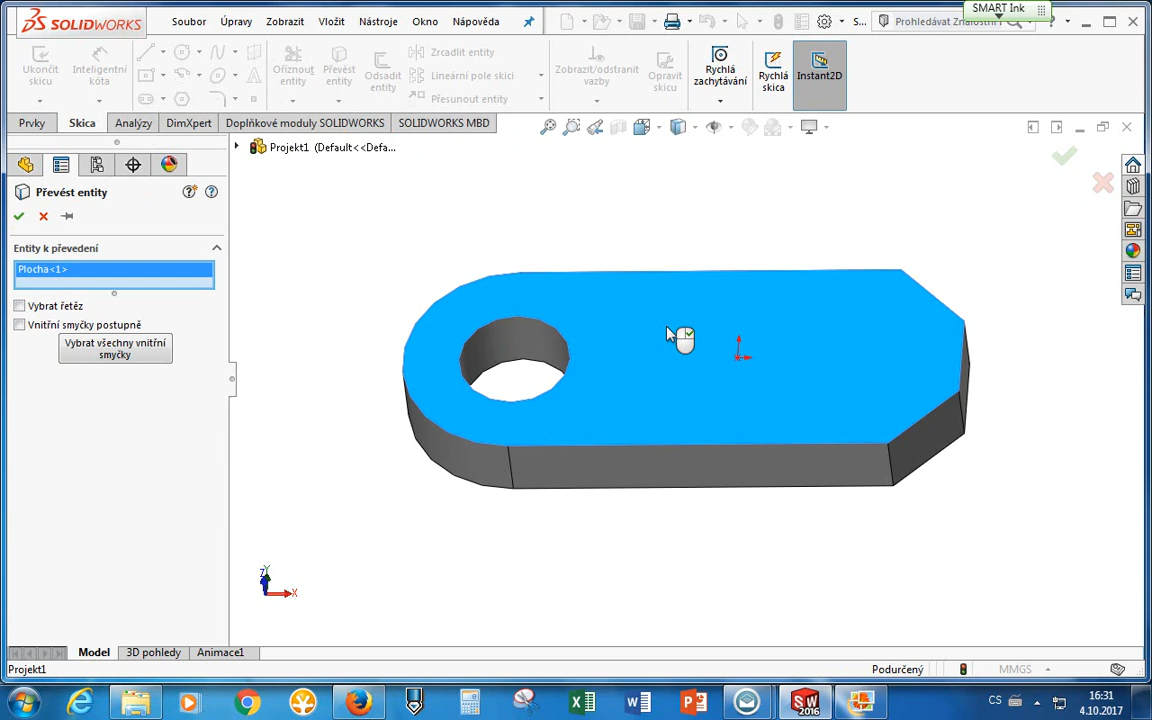 SMART Ink
SOLIDWORKS
Soubor Úpravy Zobrazit Vložit Nástroje Okno Nápověda
S...
Prohledávat Znalostní
Ukončit skicu
Inteligentní kóta
Oříznout entity
Převést entity
Odsadit entity
Zrcadlit entity
Lineární pole skici
Přesunout entity
Zobrazit/odstranit vazby
Opravit skicu
Rychlá zachytávání
Rychlá skica
Instant2D
Prvky Skica Analýzy DimXpert Doplňkové moduly SOLIDWORKS SOLIDWORKS MBD
Projekt1 (Default<<Defa...
Převést entity
Entity k převedení
Plocha<1>
Vybrat řetěz
Vnitřní smyčky postupně
Vybrat všechny vnitřní
smyčky
Z Y
X
Model 3D pohledy Animace1
Projekt1
Podurčený
MMGS
CS
16:31
4.10.2017
SW
2016